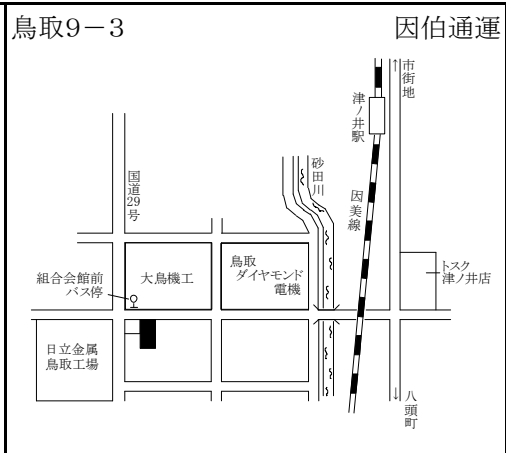 鳥取9－3
因伯通運
↑市街地
津ノ井駅
砂田川
国道29号
因美線
トスク
津ノ井店
鳥取
ダイヤモンド
電機
大鳥機工
組合会館前
バス停
日立金属
鳥取工場
↓八頭町